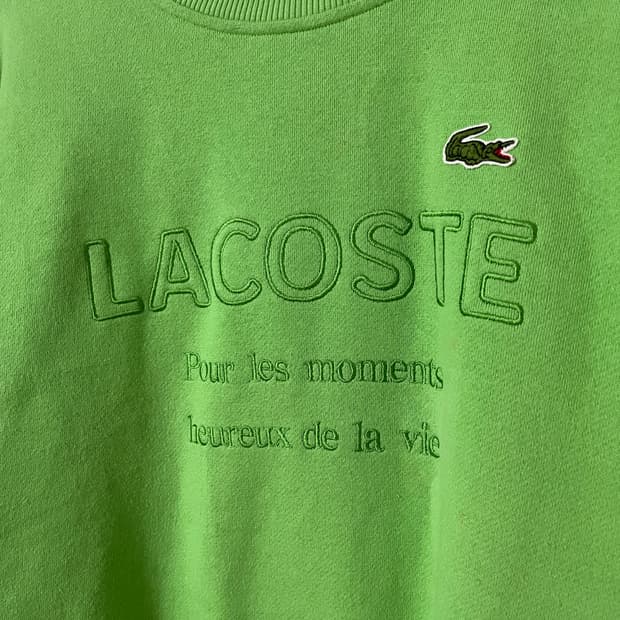 LACOSTE
Pour les moments
heureux de la vie